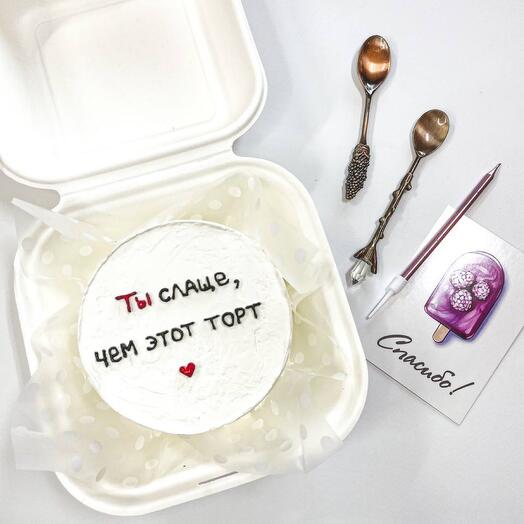 Ты слаще,
чем этот торт
Спасибо!